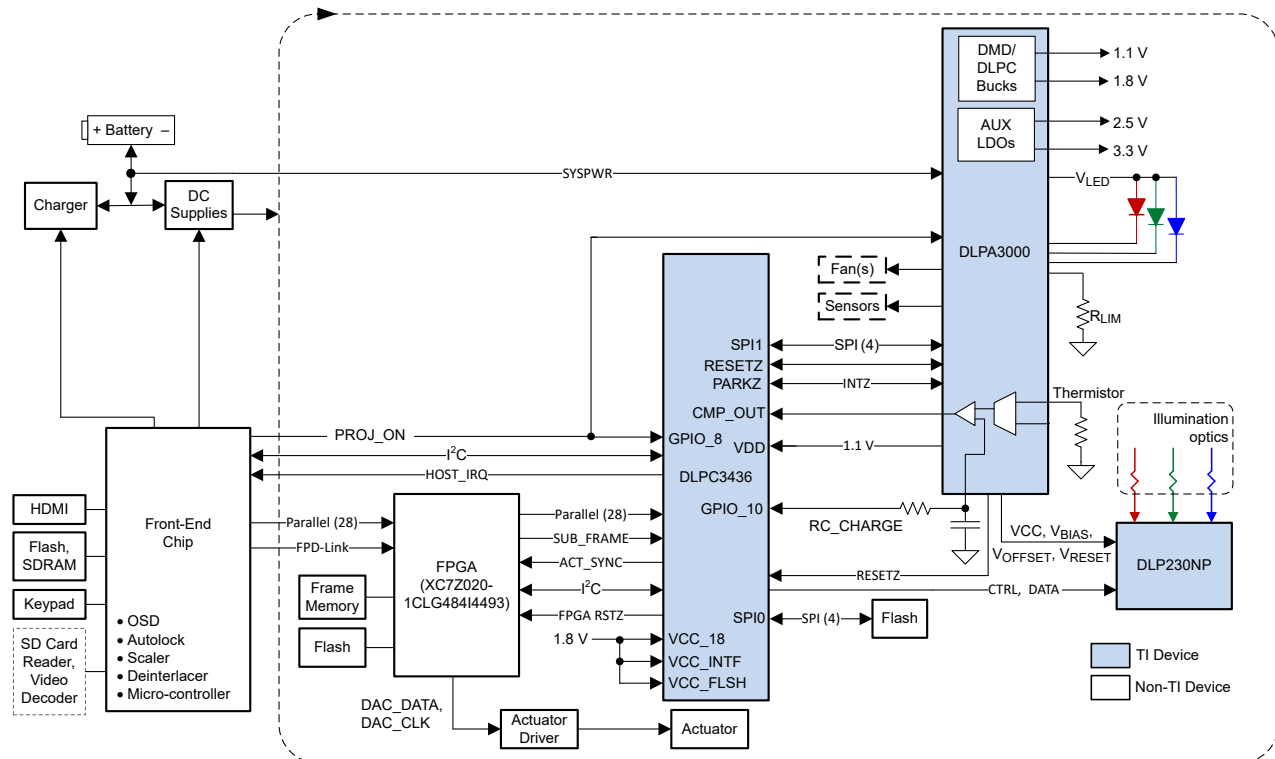 DMD/
DLPC
Bucks
1.1 V
1.8 V
AUX
LDOs
2.5 V
3.3 V
+ Battery –
SYSPWR
VLED
Charger
DC
Supplies
DLPA3000
Fan(s)
Sensors
RLIM
SPI1
SPI (4)
RESETZ
PARKZ
INTZ
Thermistor
CMP_OUT
Illumination
optics
PROJ_ON
GPIO_8
VDD
1.1 V
I2C
HOST_IRQ
DLPC3436
HDMI
Front-End
Chip
Parallel (28)
Parallel (28)
GPIO_10
RC_CHARGE
VCC, VBIAS,
VOFFSET, VRESET
Flash,
SDRAM
FPD-Link
SUB_FRAME
FPGA
(XC7Z020-
1CLG484I4493)
ACT_SYNC
RESETZ
DLP230NP
Keypad
Frame
Memory
I2C
CTRL, DATA
FPGA RSTZ
SPI0
SPI (4)
Flash
• OSD
• Autolock
• Scaler
• Deinterlacer
• Micro-controller
SD Card
Reader,
Video
Decoder
Flash
1.8 V
VCC_18
VCC_INTF
VCC_FLSH
TI Device
Non-TI Device
DAC_DATA,
DAC_CLK
Actuator
Driver
Actuator